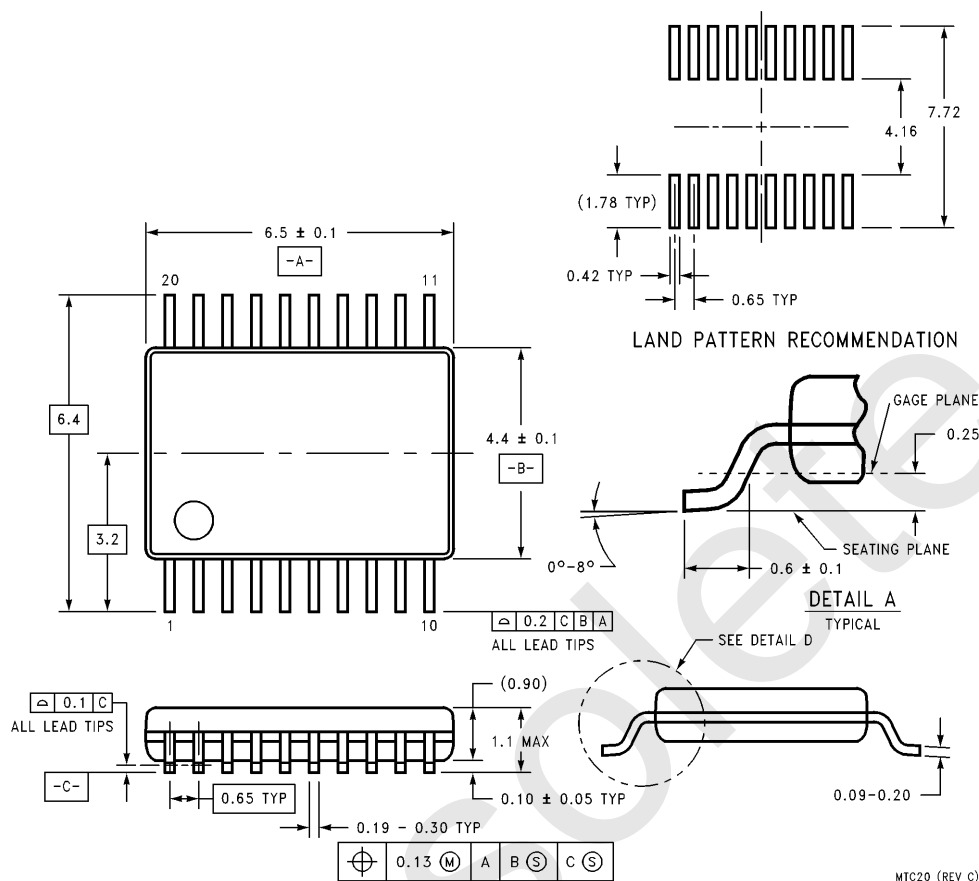 7.72
4.16
(1.78 TYP)
0.42 TYP
0.65 TYP
LAND PATTERN RECOMMENDATION
6.5 ± 0.1
-A-
20
11
6.4
3.2
4.4 ± 0.1
-B-
1
10
⌓ 0.2 C B A
ALL LEAD TIPS
GAGE PLANE
0.25
SEATING PLANE
0°-8°
0.6 ± 0.1
DETAIL A
TYPICAL
SEE DETAIL D
⌓ 0.1 C
ALL LEAD TIPS
-C-
(0.90)
1.1 MAX
0.65 TYP
0.10 ± 0.05 TYP
0.19 - 0.30 TYP
⌖ 0.13 Ⓜ A B Ⓢ C Ⓢ
0.09-0.20
MTC20 (REV C)
solete